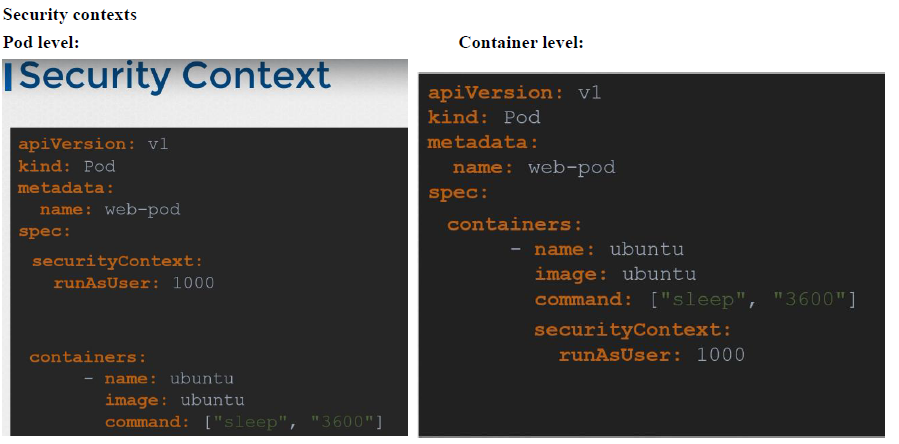 Security contexts
Pod level:
Security Context
apiVersion: v1
kind: Pod
metadata:
name: web-pod
spec:
securityContext:
runAsUser: 1000
containers:
- name: ubuntu
image: ubuntu
command: ["sleep", "3600"]
Container level:
apiVersion: v1
kind: Pod
metadata:
name: web-pod
spec:
containers:
- name: ubuntu
image: ubuntu
command: ["sleep", "3600"]
securityContext:
runAsUser: 1000